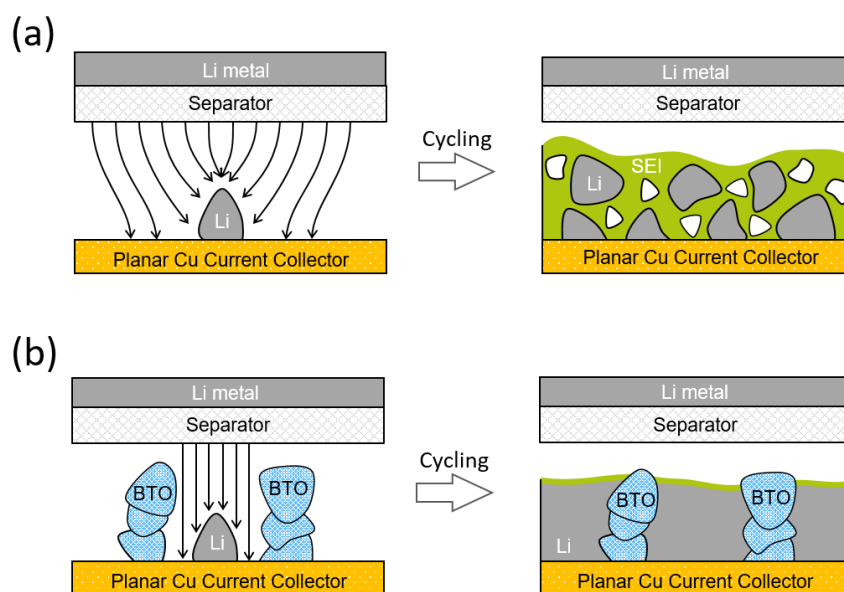 (a)
Li metal
Separator
Li
Planar Cu Current Collector
Cycling
Li metal
Separator
SEI
Li
Planar Cu Current Collector
(b)
Li metal
Separator
BTO
BTO
Li
Planar Cu Current Collector
Cycling
Li metal
Separator
BTO
BTO
Li
Planar Cu Current Collector